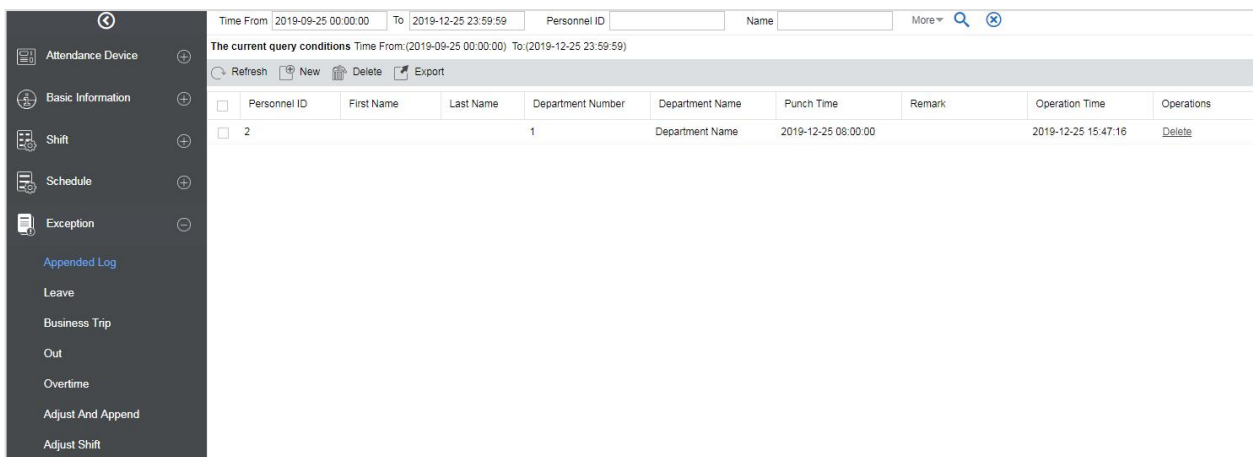 Time From 2019-09-25 00:00:00 To 2019-12-25 23:59:59 Personnel ID Name More
The current query conditions Time From:(2019-09-25 00:00:00) To:(2019-12-25 23:59:59)
Refresh New Delete Export
Personnel ID First Name Last Name Department Number Department Name Punch Time Remark Operation Time Operations
2 1 Department Name 2019-12-25 08:00:00 2019-12-25 15:47:16 Delete
Attendance Device
Basic Information
Shift
Schedule
Exception
Appended Log
Leave
Business Trip
Out
Overtime
Adjust And Append
Adjust Shift